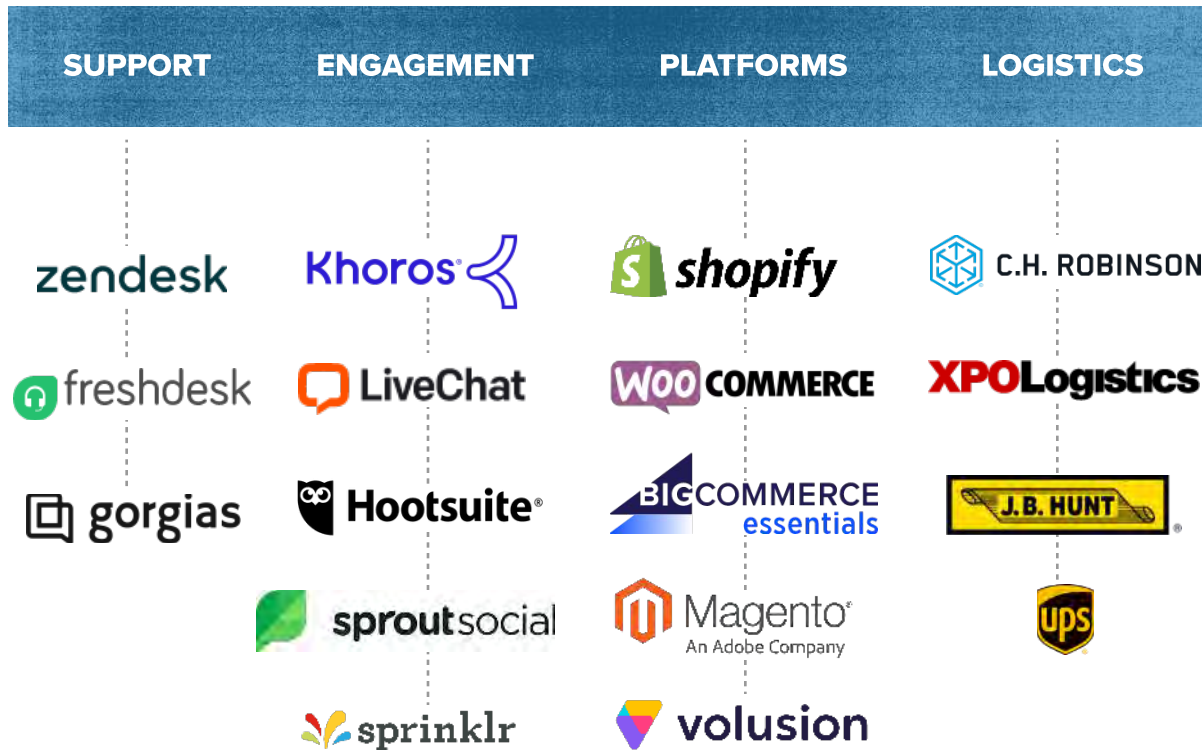 SUPPORT
ENGAGEMENT
PLATFORMS
LOGISTICS
zendesk
freshdesk
gorgias
Khoros®
LiveChat
Hootsuite®
sproutsocial
sprinklr
S shopify
WOO COMMERCE
BIGCOMMERCE
essentials
Magento®
An Adobe Company
volusion
C.H. ROBINSON
XPOLogistics
J.B. HUNT ®
ups